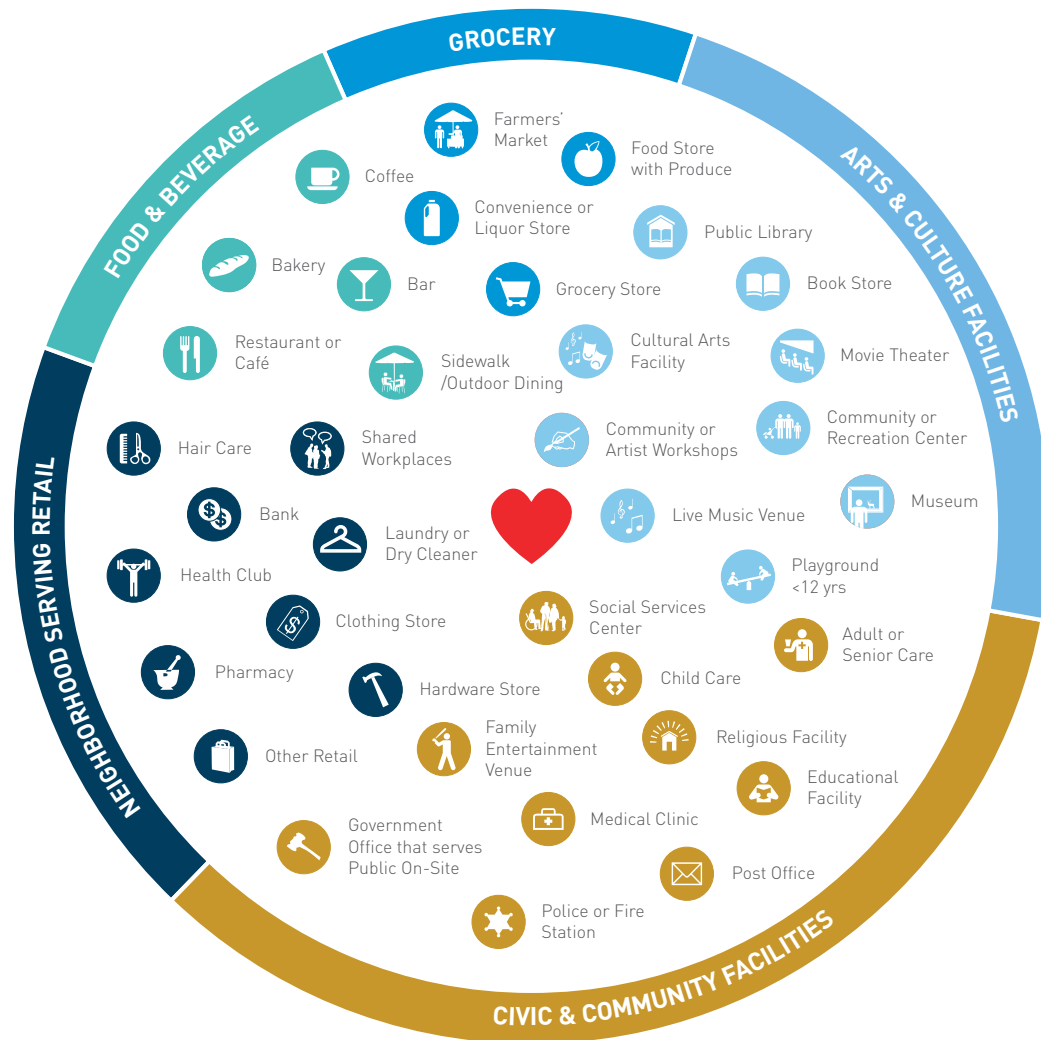 GROCERY
FOOD & BEVERAGE
ARTS & CULTURE FACILITIES
NEIGHBORHOOD SERVING RETAIL
CIVIC & COMMUNITY FACILITIES
Farmers'
Market
Food Store
with Produce
Coffee
Convenience or
Liquor Store
Public Library
Bakery
Bar
Grocery Store
Book Store
Restaurant or
Café
Sidewalk
/Outdoor Dining
Cultural Arts
Facility
Movie Theater
Hair Care
Shared
Workplaces
Community or
Artist Workshops
Community or
Recreation Center
Bank
Laundry or
Dry Cleaner
Live Music Venue
Museum
Health Club
Playground
<12 yrs
Clothing Store
Social Services
Center
Adult or
Senior Care
Pharmacy
Hardware Store
Child Care
Other Retail
Family
Entertainment
Venue
Religious Facility
Educational
Facility
Government
Office that serves
Public On-Site
Medical Clinic
Post Office
Police or Fire
Station